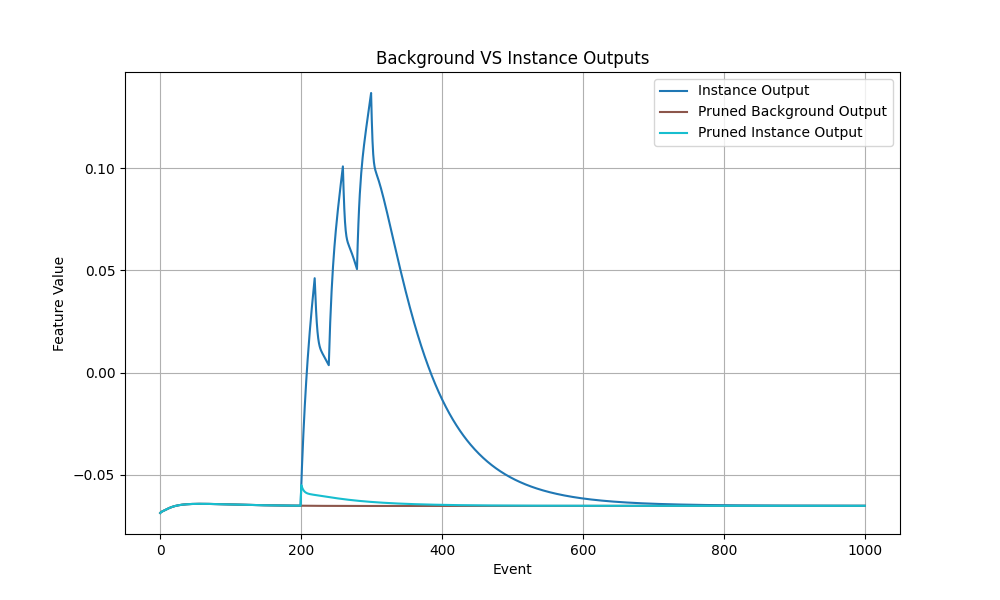 Background VS Instance Outputs
Instance Output
Pruned Background Output
Pruned Instance Output
0.10
0.05
0.00
−0.05
Feature Value
0 200 400 600 800 1000
Event